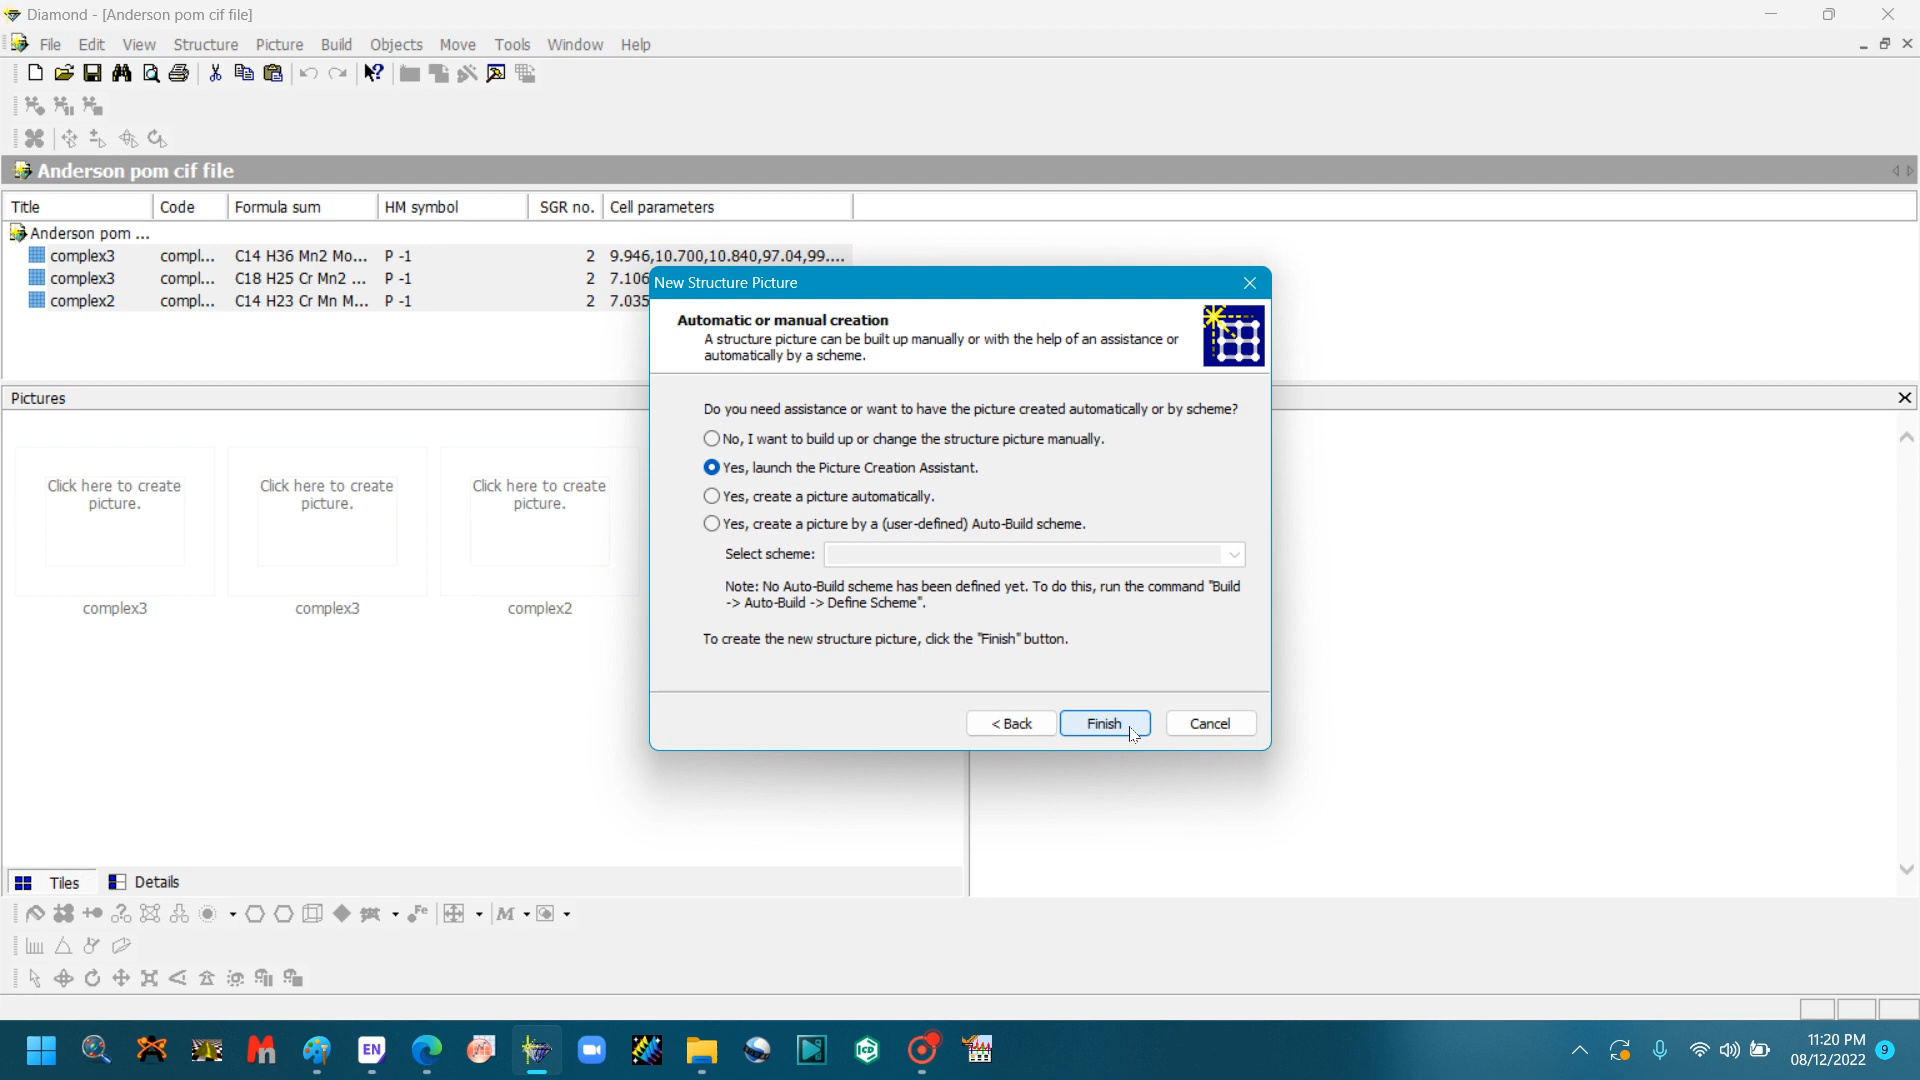 Diamond - [Anderson pom cif file]
File Edit View Structure Picture Build Objects Move Tools Window Help
Anderson pom cif file
Title Code Formula sum HM symbol SGR no. Cell parameters
Anderson pom ...
complex3 compl... C14 H36 Mn2 Mo... P -1 2 9.946,10.700,10.840,97.04,99....
complex3 compl... C18 H25 Cr Mn2 ... P -1 2 7.106
complex2 compl... C14 H23 Cr Mn M... P -1 2 7.035
New Structure Picture
Automatic or manual creation
A structure picture can be built up manually or with the help of an assistance or
automatically by a scheme.
Pictures
Do you need assistance or want to have the picture created automatically or by scheme?
No, I want to build up or change the structure picture manually.
Yes, launch the Picture Creation Assistant.
Yes, create a picture automatically.
Yes, create a picture by a (user-defined) Auto-Build scheme.
Select scheme:
Note: No Auto-Build scheme has been defined yet. To do this, run the command "Build
-> Auto-Build -> Define Scheme".
To create the new structure picture, click the "Finish" button.
< Back Finish Cancel
Click here to create
picture.
Click here to create
picture.
Click here to create
picture.
complex3 complex3 complex2
Tiles Details
Fe
M
EN
ICD
11:20 PM
08/12/2022
9